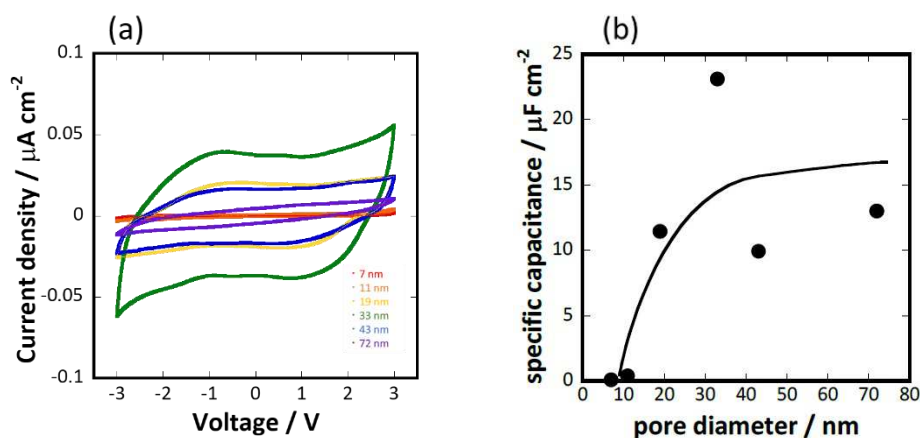 (a)
0.1
0.05
0
-0.05
-0.1
Current density / μA cm⁻²
-3 -2 -1 0 1 2 3
Voltage / V
7 nm
11 nm
19 nm
33 nm
43 nm
72 nm
(b)
25
20
15
10
5
0
specific capacitance / μF cm⁻²
0 10 20 30 40 50 60 70 80
pore diameter / nm